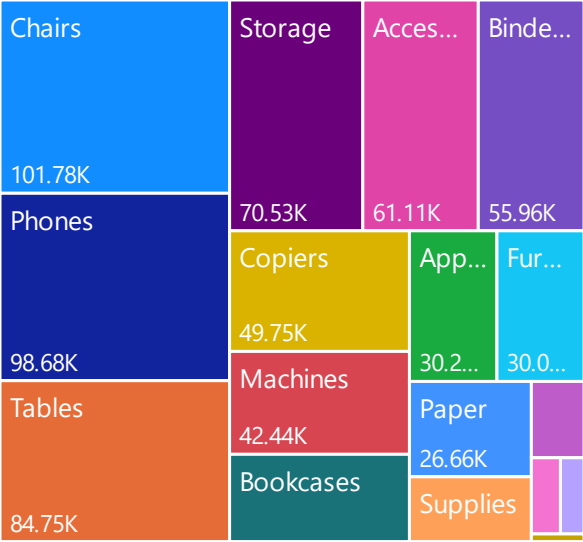 Chairs
101.78K
Phones
98.68K
Tables
84.75K
Storage
70.53K
Acces...
61.11K
Binde...
55.96K
Copiers
49.75K
Machines
42.44K
Bookcases
App...
30.2...
Fur...
30.0...
Paper
26.66K
Supplies